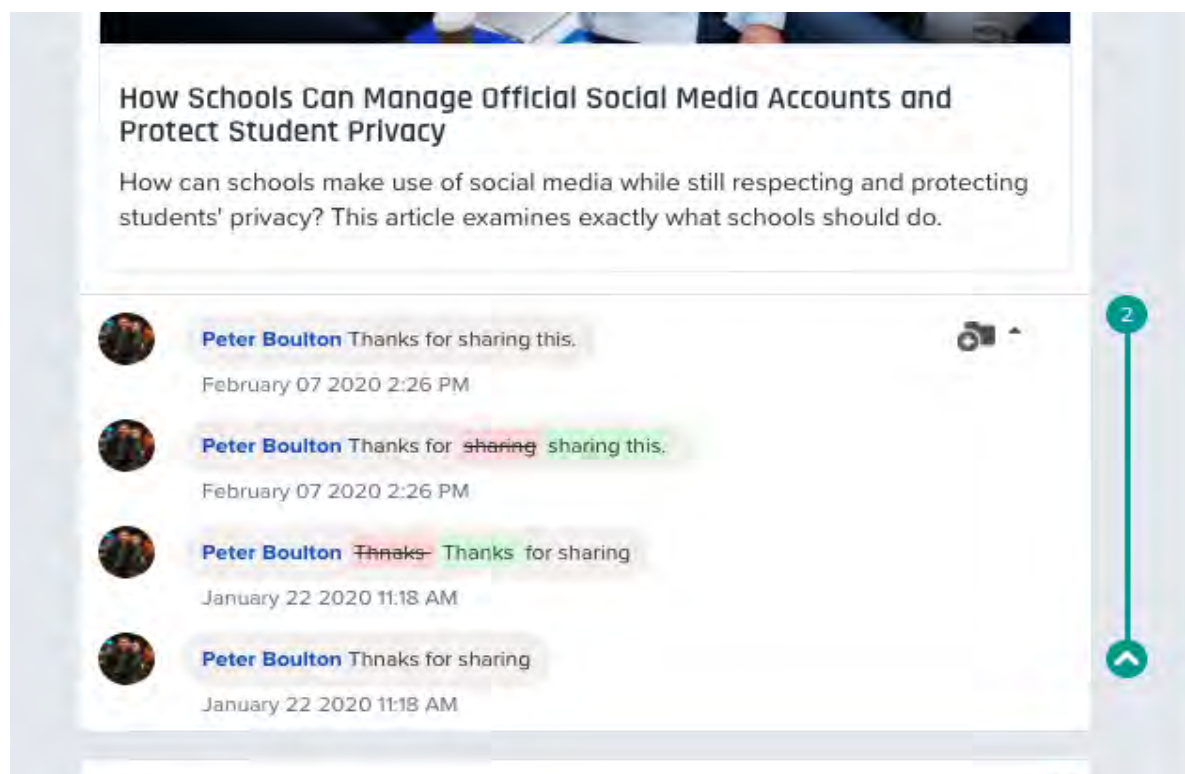 How Schools Can Manage Official Social Media Accounts and
Protect Student Privacy
How can schools make use of social media while still respecting and protecting
students' privacy? This article examines exactly what schools should do.
Peter Boulton Thanks for sharing this.
2
February 07 2020 2:26 PM
Peter Boulton Thanks for sharing sharing this.
February 07 2020 2:26 PM
Peter Boulton Thnaks Thanks for sharing
January 22 2020 11:18 AM
Peter Boulton Thnaks for sharing
January 22 2020 11:18 AM